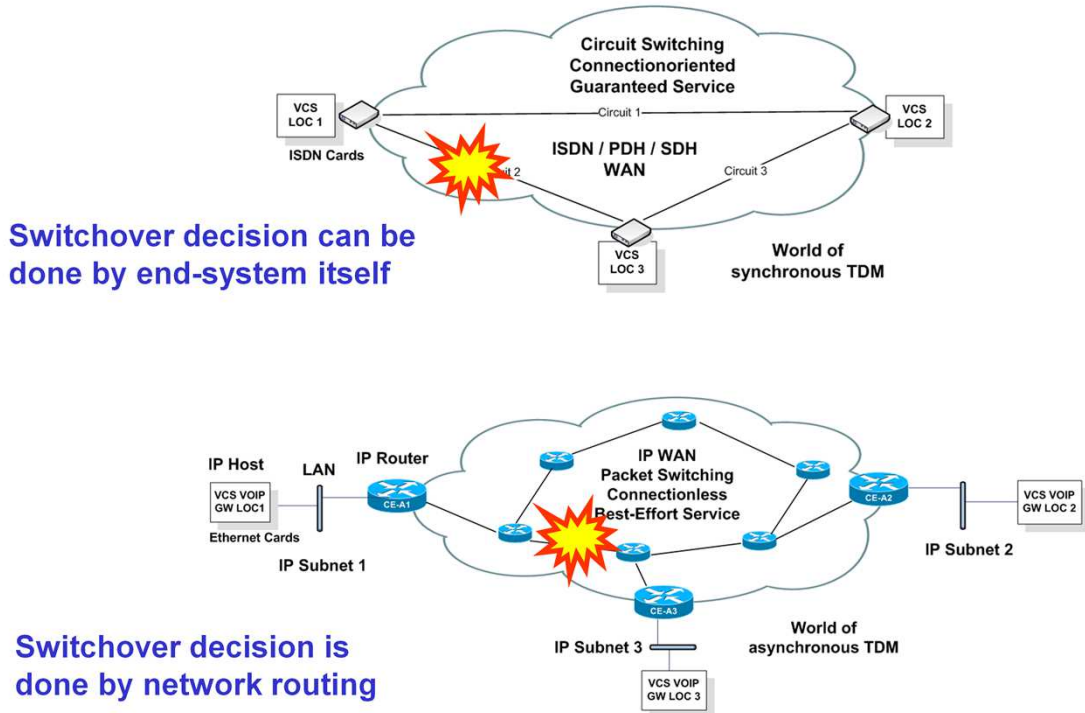 Circuit Switching
Connectionoriented
Guaranteed Service
VCS
LOC 1
Circuit 1
VCS
LOC 2
ISDN Cards
ISDN / PDH / SDH
WAN
uit 2
Circuit 3
Switchover decision can be
done by end-system itself
VCS
LOC 3
World of
synchronous TDM
IP Host
LAN
IP Router
IP WAN
Packet Switching
Connectionless
Best-Effort Service
VCS VOIP
GW LOC1
CE-A1
CE-A2
VCS VOIP
GW LOC 2
Ethernet Cards
IP Subnet 1
IP Subnet 2
CE-A3
Switchover decision is
done by network routing
IP Subnet 3
World of
asynchronous TDM
VCS VOIP
GW LOC 3